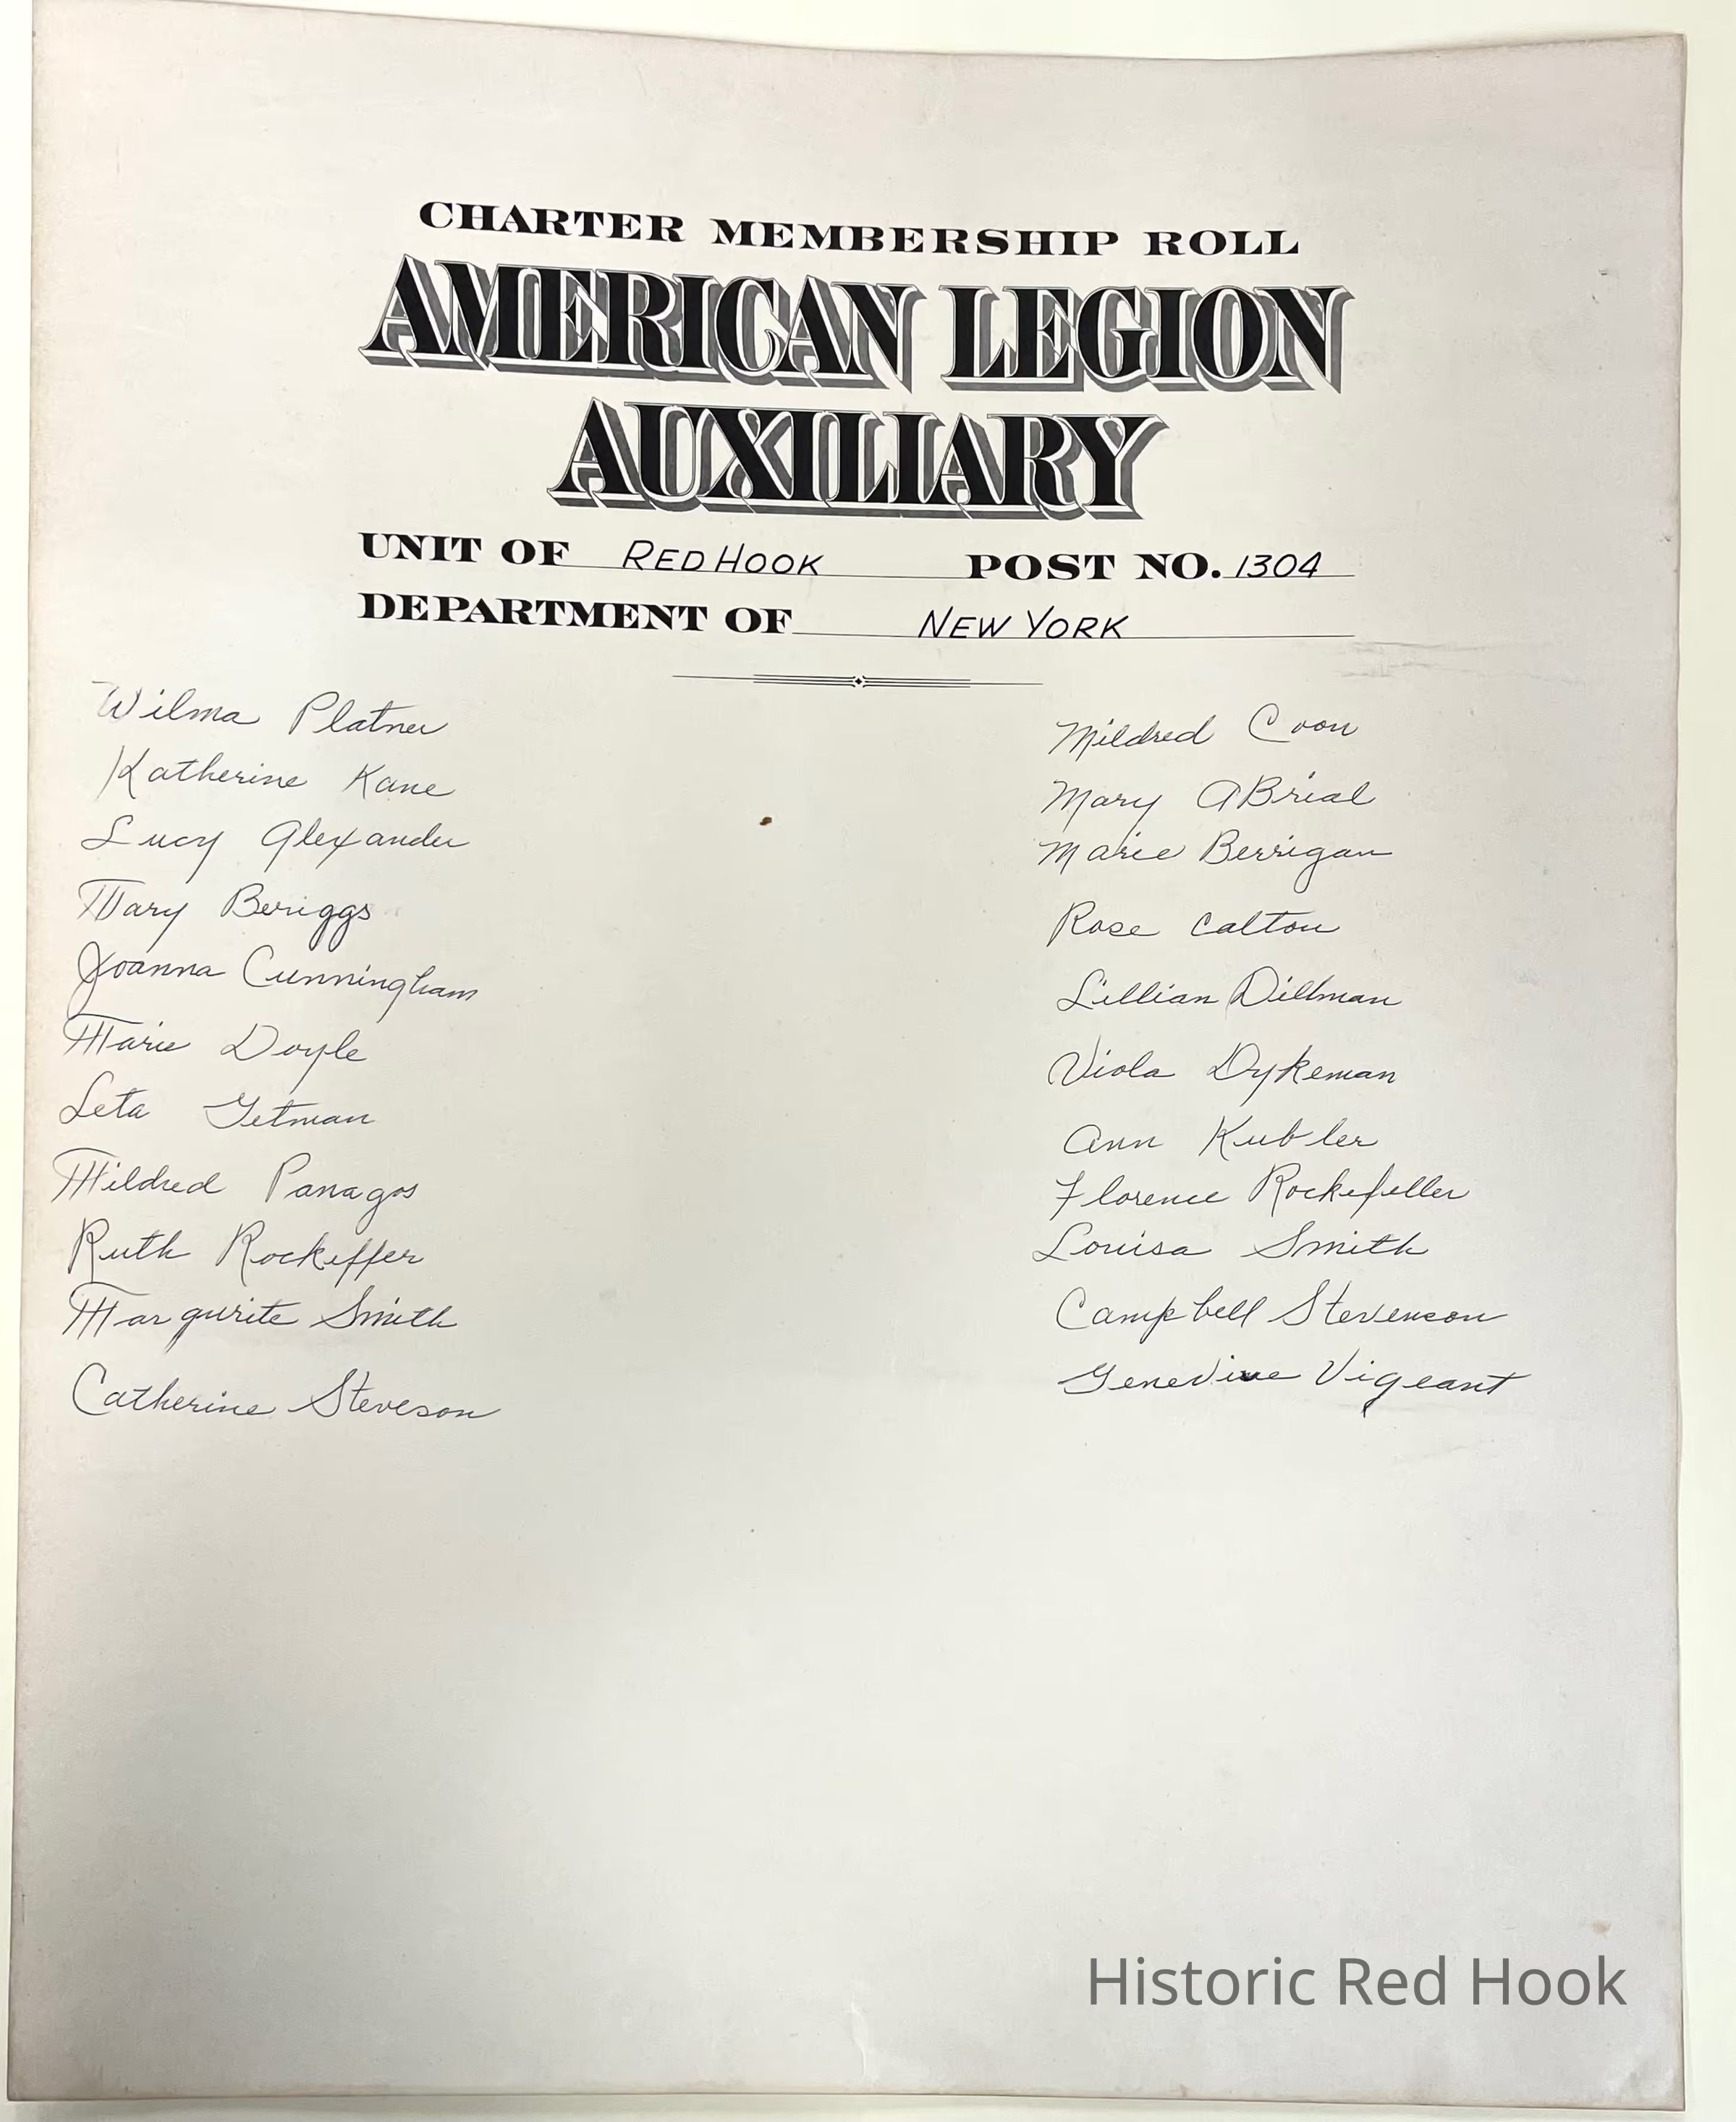 CHARTER MEMBERSHIP ROLL
AMERICAN LEGION
AUXILIARY
UNIT OF RED HOOK POST NO. 1304
DEPARTMENT OF NEW YORK
Wilma Platner
Katherine Kane
Lucy Alexander
Mary Beriggs
Joanna Cunningham
Marie Doyle
Leta Getman
Mildred Panagos
Ruth Rockeffer
Margurite Smith
Catherine Steveson
Mildred Coon
Mary ABrial
Marie Berrigan
Rose Calton
Lillian Dillman
Viola Dykeman
Ann Kubler
Florence Rockefeller
Louisa Smith
Campbell Stevenson
Genevive Vigeant
Historic Red Hook